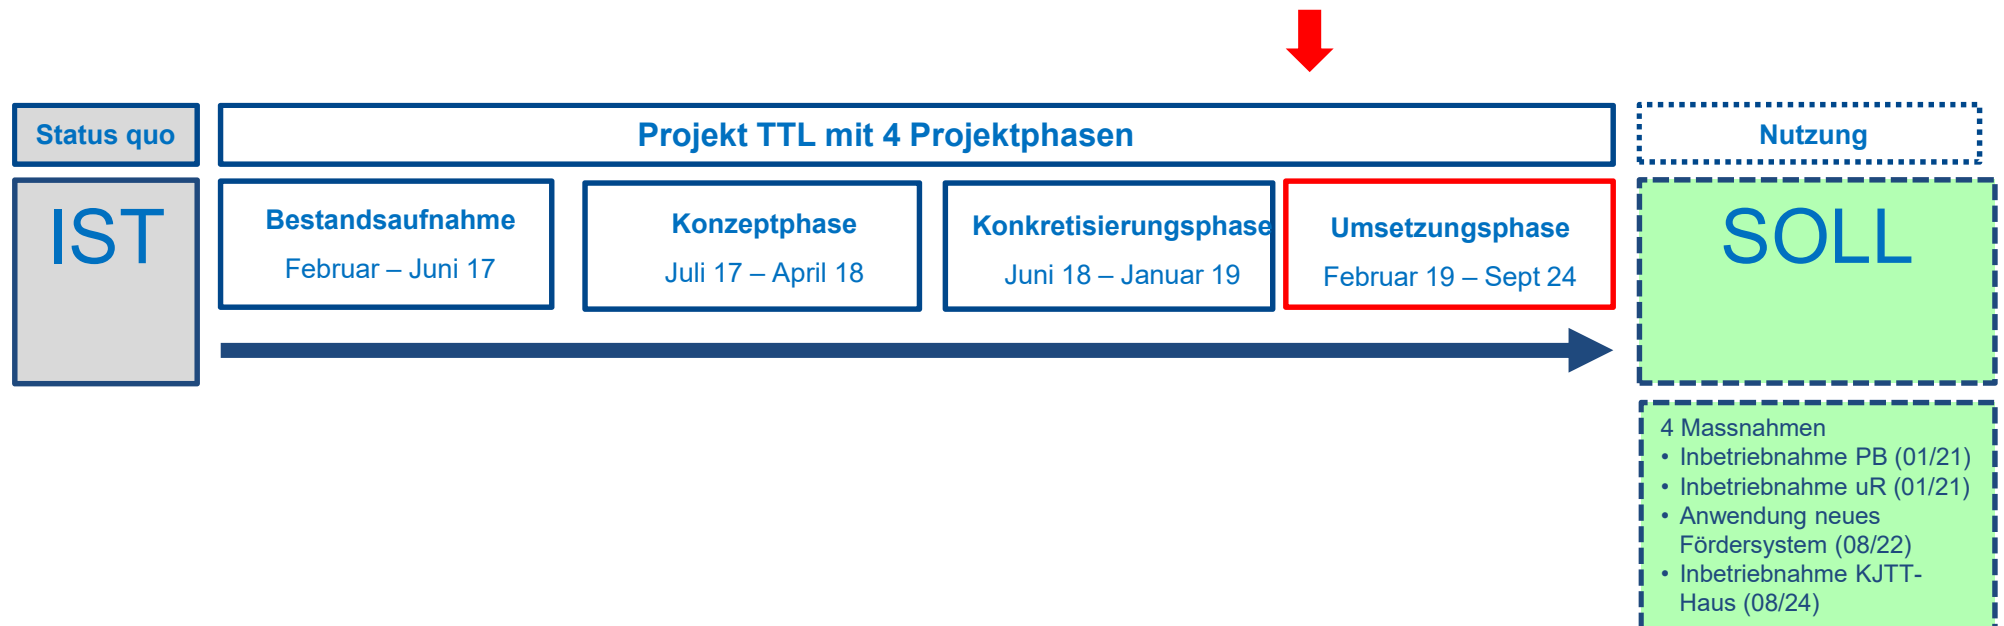 Status quo
Projekt TTL mit 4 Projektphasen
Nutzung
IST
Bestandsaufnahme
Februar – Juni 17
Konzeptphase
Juli 17 – April 18
Konkretisierungsphase
Juni 18 – Januar 19
Umsetzungsphase
Februar 19 – Sept 24
SOLL
4 Massnahmen
• Inbetriebnahme PB (01/21)
• Inbetriebnahme uR (01/21)
• Anwendung neues
Fördersystem (08/22)
• Inbetriebnahme KJTT-
Haus (08/24)